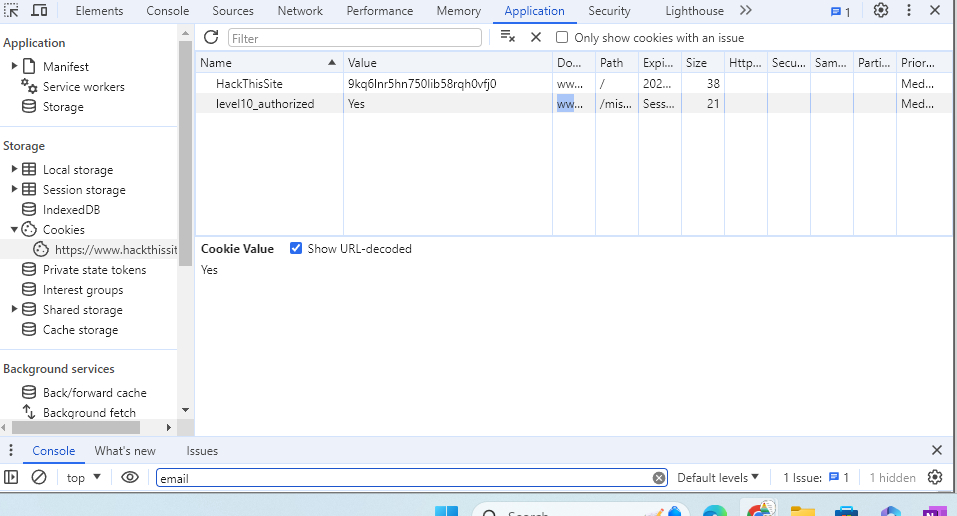 Elements Console Sources Network Performance Memory Application Security Lighthouse 1
Application
Manifest
Service workers
Storage
Storage
Local storage
Session storage
IndexedDB
Cookies
https://www.hackthissit
Private state tokens
Interest groups
Shared storage
Cache storage
Background services
Back/forward cache
Background fetch
Filter Only show cookies with an issue
Name Value Do... Path Expi... Size Http... Secu... Sam... Parti... Prior...
HackThisSite 9kq6lnr5hn750lib58rqh0vfj0 ww... / 202... 38 Med...
level10_authorized Yes ww... /mis... Sess... 21 Med...
Cookie Value Show URL-decoded
Yes
Console What's new Issues
top email Default levels 1 Issue: 1 1 hidden
Search